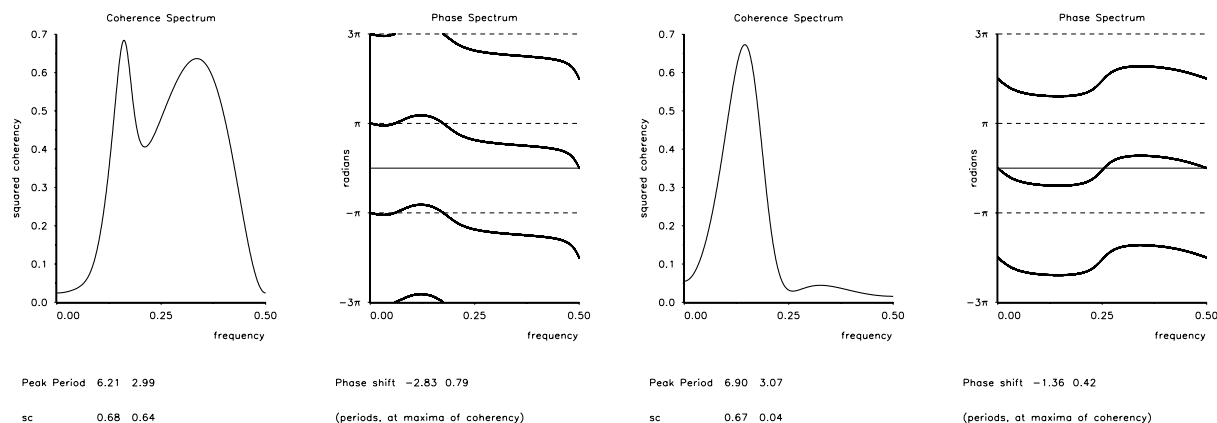 Coherence Spectrum
0.7
0.6
0.5
0.4
0.3
0.2
0.1
0.0
squared coherency
0.00 0.25 0.50
frequency
Peak Period 6.21 2.99
sc 0.68 0.64
Phase Spectrum
3π
π
-π
-3π
radians
0.00 0.25 0.50
frequency
Phase shift -2.83 0.79
(periods, at maxima of coherency)
Coherence Spectrum
0.7
0.6
0.5
0.4
0.3
0.2
0.1
0.0
squared coherency
0.00 0.25 0.50
frequency
Peak Period 6.90 3.07
sc 0.67 0.04
Phase Spectrum
3π
π
-π
-3π
radians
0.00 0.25 0.50
frequency
Phase shift -1.36 0.42
(periods, at maxima of coherency)